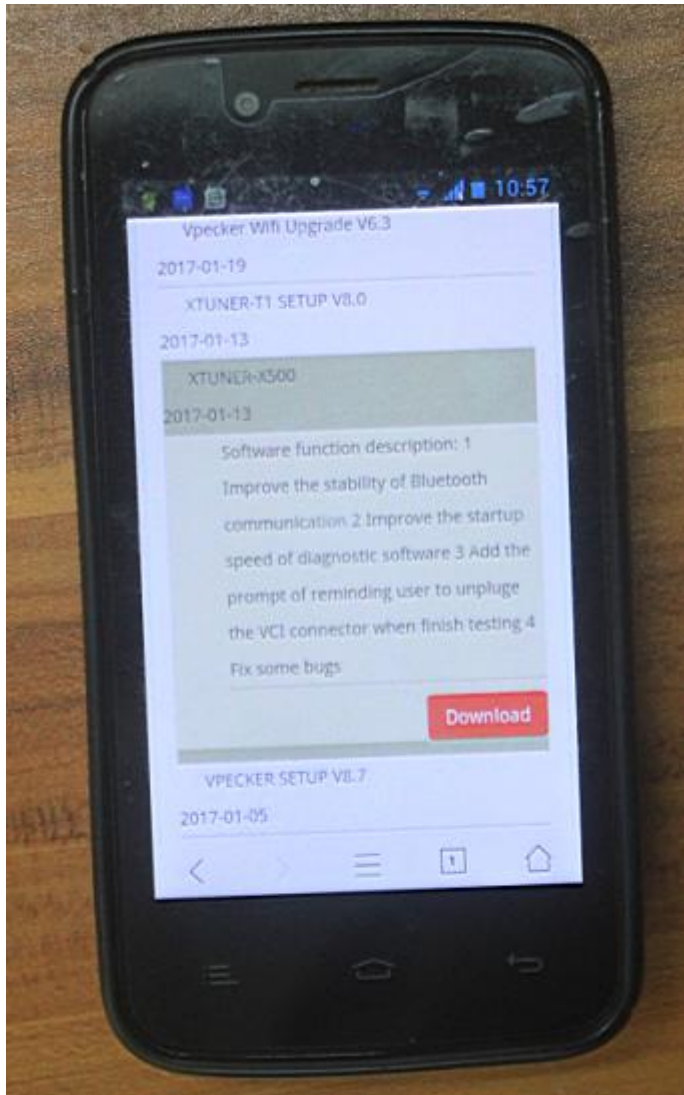 10:57
Vpecker Wifi Upgrade V6.3
2017-01-19
XTUNER-T1 SETUP V8.0
2017-01-13
XTUNER-X500
2017-01-13
Software function description: 1
Improve the stability of Bluetooth
communication 2 Improve the startup
speed of diagnostic software 3 Add the
prompt of reminding user to unpluge
the VCI connector when finish testing 4
Fix some bugs
Download
VPECKER SETUP V8.7
2017-01-05
1